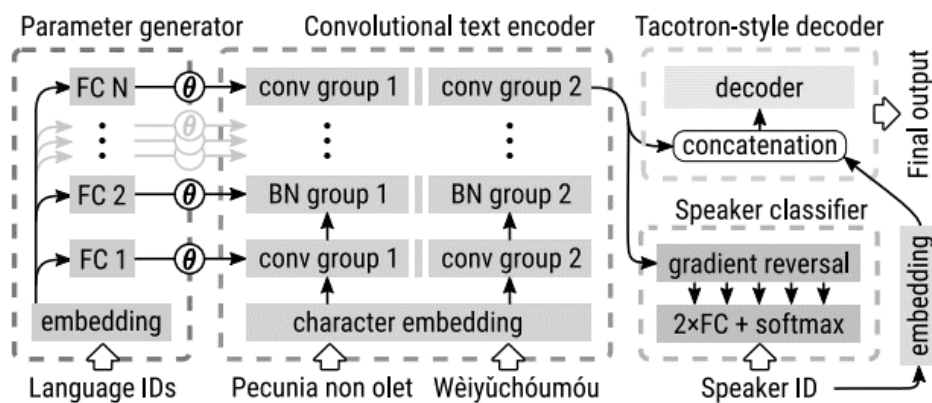 Parameter generator
Convolutional text encoder
Tacotron-style decoder
FC N
θ
conv group 1
conv group 2
decoder
Final output
θ
concatenation
FC 2
θ
BN group 1
BN group 2
Speaker classifier
FC 1
θ
conv group 1
conv group 2
gradient reversal
embedding
embedding
character embedding
2×FC + softmax
Language IDs
Pecunia non olet
Wèiyǔchóumóu
Speaker ID